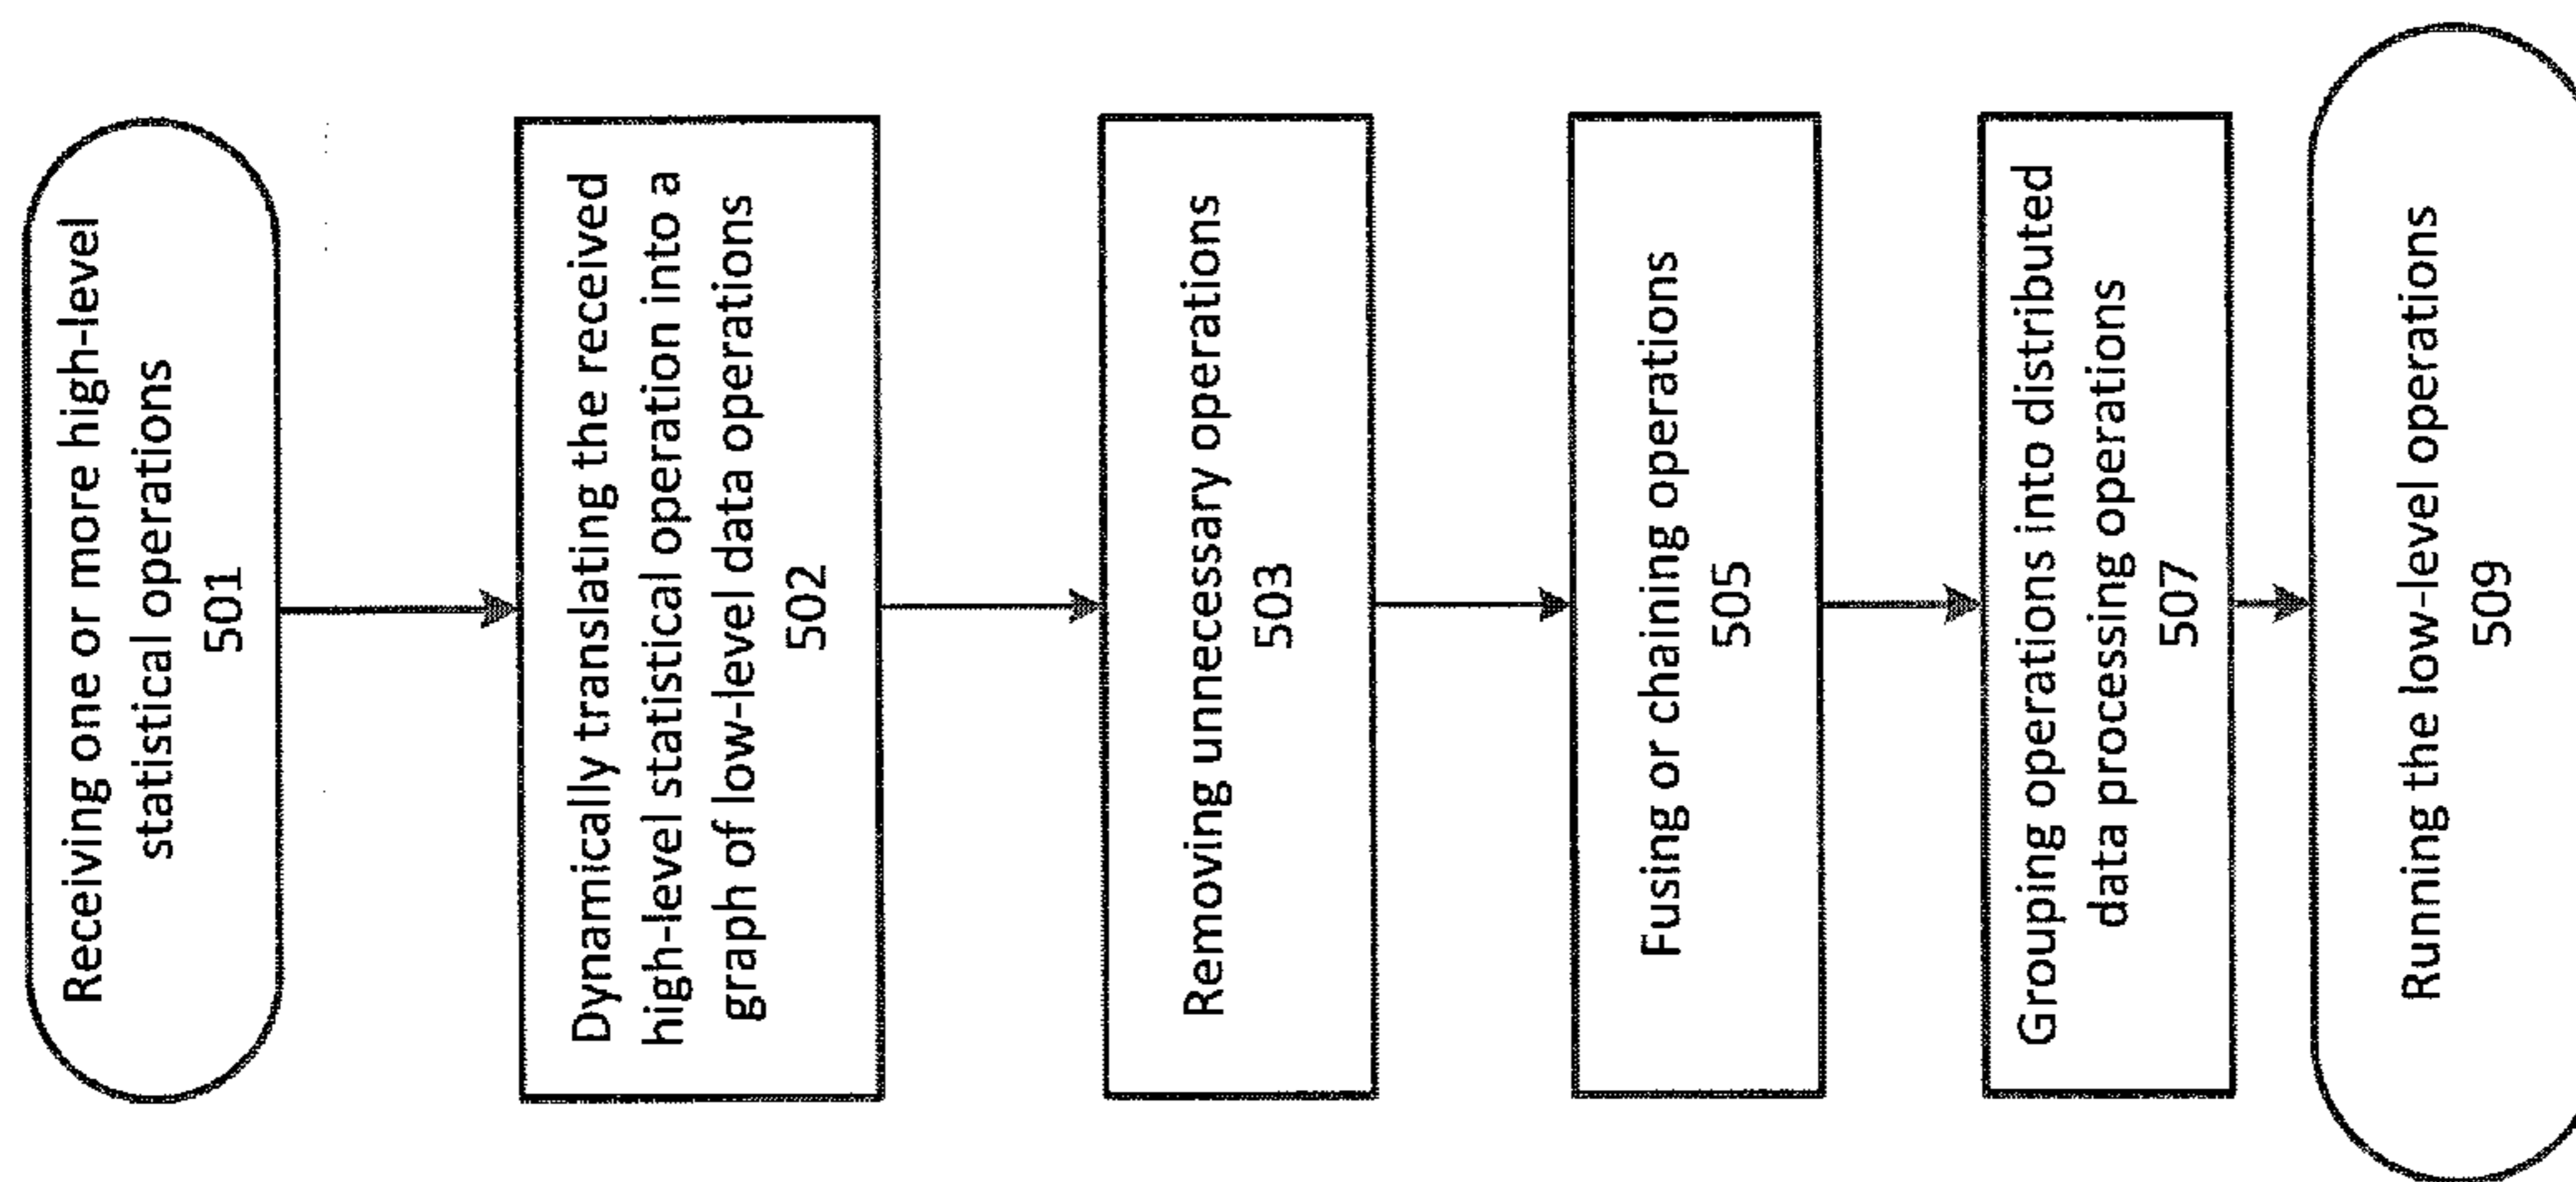 Receiving one or more high-level
statistical operations
501
Dynamically translating the received
high-level statistical operation into a
graph of low-level data operations
502
Removing unnecessary operations
503
Fusing or chaining operations
505
Grouping operations into distributed
data processing operations
507
Running the low-level operations
509